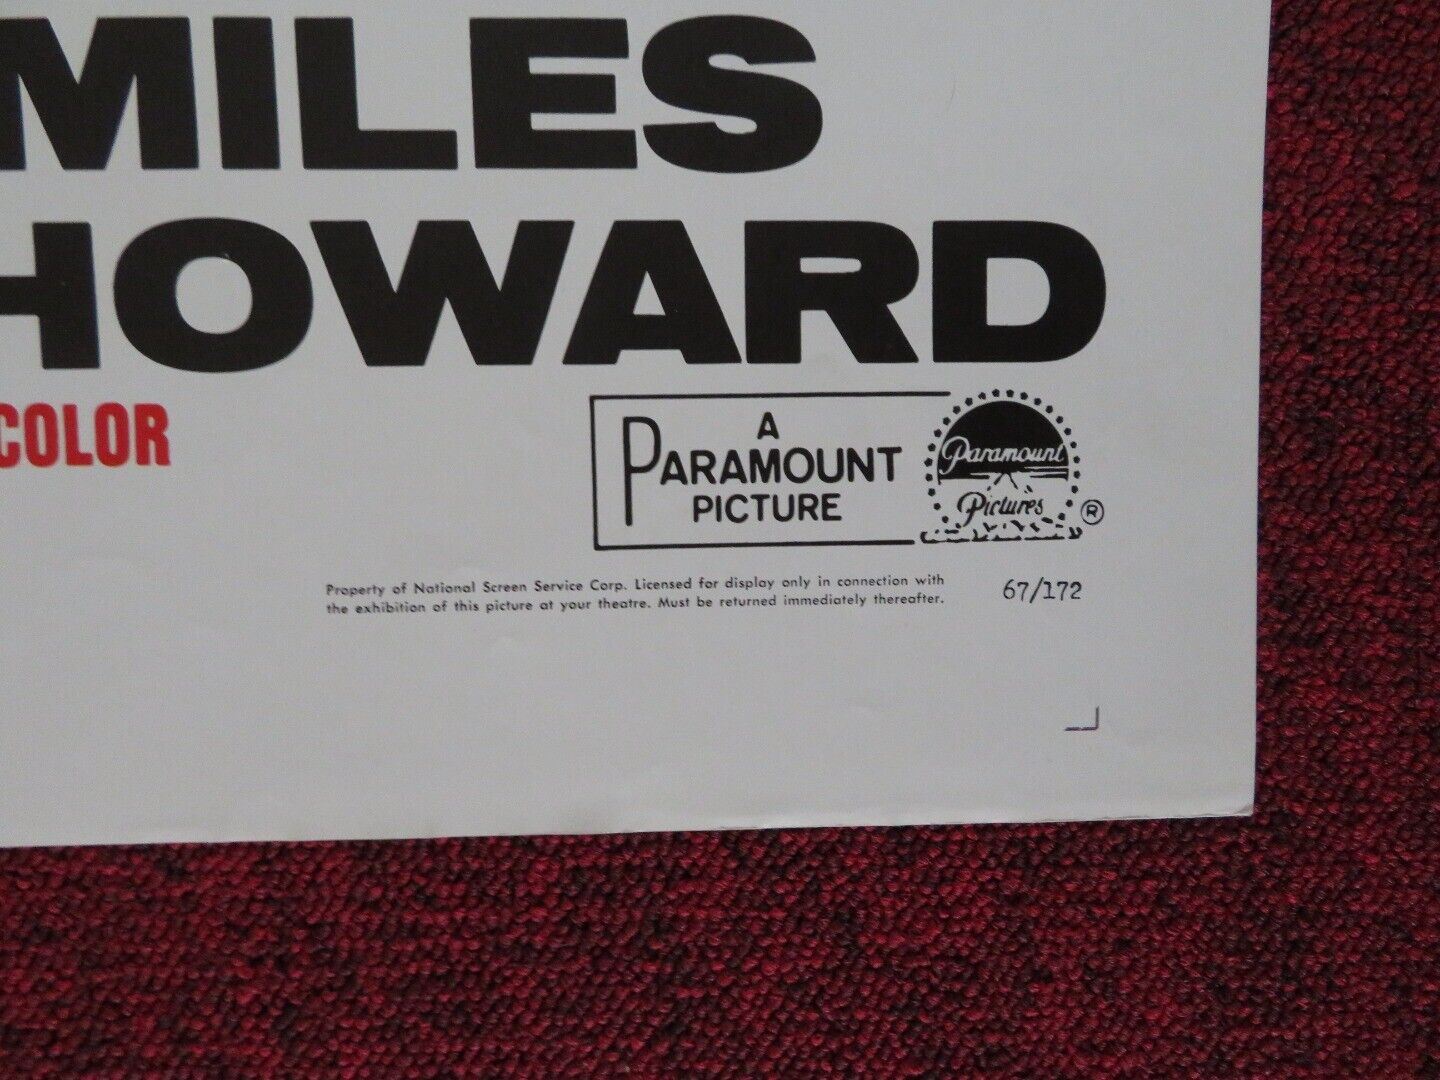 MILES
HOWARD
COLOR
A
PARAMOUNT
PICTURE
Paramount
Pictures
®
Property of National Screen Service Corp. Licensed for display only in connection with
the exhibition of this picture at your theatre. Must be returned immediately thereafter.
67/172